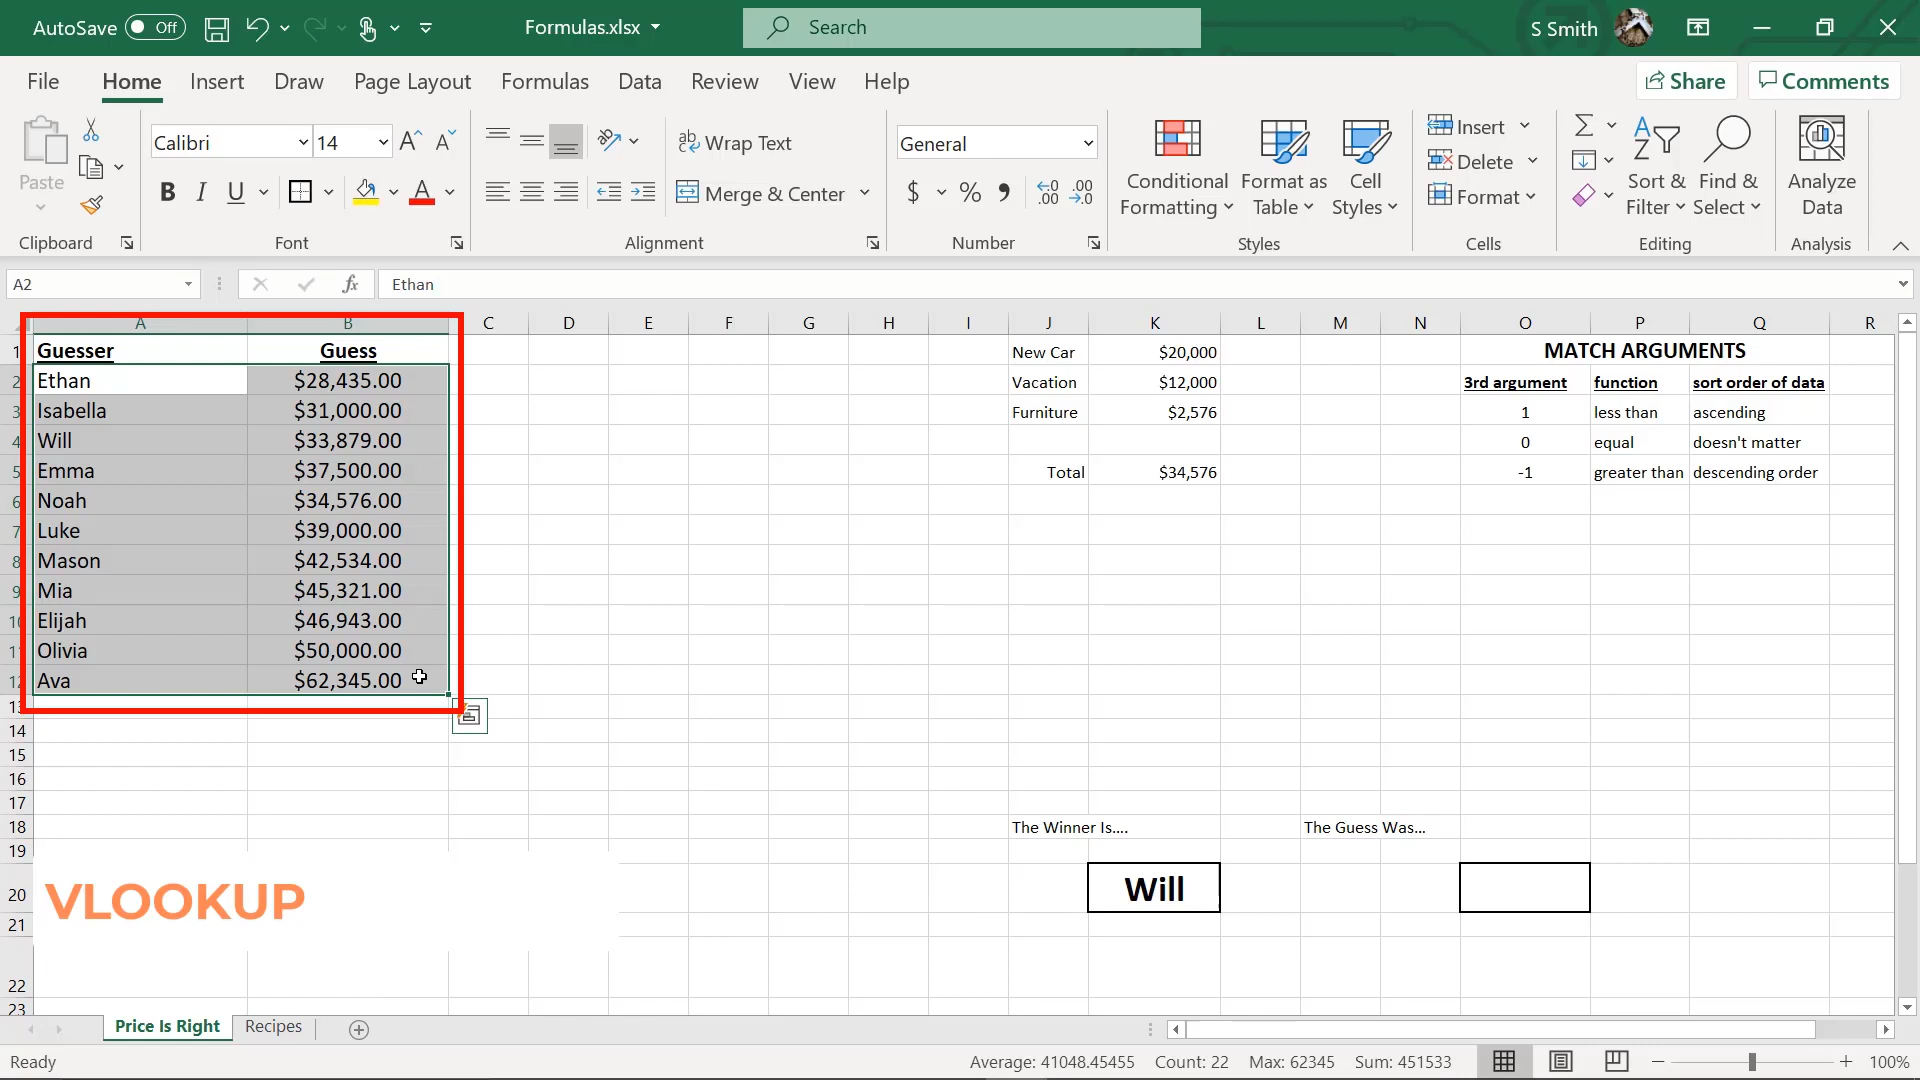 AutoSave Off Formulas.xlsx Search S Smith
File Home Insert Draw Page Layout Formulas Data Review View Help Share Comments
Paste Calibri 14 A^ A˅ ab Wrap Text General Insert Σ
B I U A Merge & Center $ % , Conditional Formatting Format as Table Cell Styles Delete Format Sort & Filter Find & Select Analyze Data
Clipboard Font Alignment Number Styles Cells Editing Analysis
A2 fx Ethan
A B C D E F G H I J K L M N O P Q R
1 Guesser Guess New Car $20,000 MATCH ARGUMENTS
2 Ethan $28,435.00 Vacation $12,000 3rd argument function sort order of data
3 Isabella $31,000.00 Furniture $2,576 1 less than ascending
4 Will $33,879.00 0 equal doesn't matter
5 Emma $37,500.00 Total $34,576 -1 greater than descending order
6 Noah $34,576.00
7 Luke $39,000.00
8 Mason $42,534.00
9 Mia $45,321.00
10 Elijah $46,943.00
11 Olivia $50,000.00
12 Ava $62,345.00
13
14
15
16
17
18 The Winner Is.... The Guess Was...
19
20 VLOOKUP Will
21
22
23
Price Is Right Recipes
Ready Average: 41048.45455 Count: 22 Max: 62345 Sum: 451533 100%